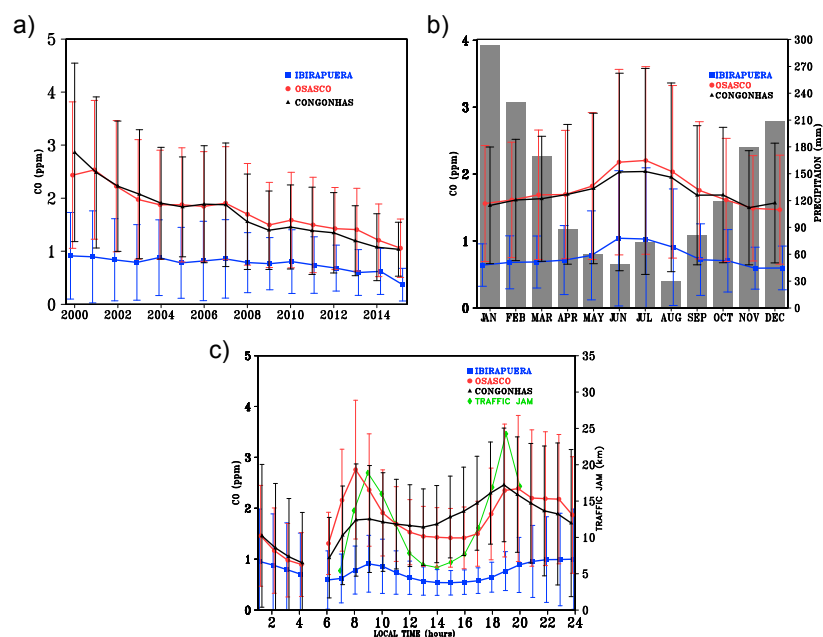 a)
5
4
3
2
1
0
CO (ppm)
IBIRAPUERA
OSASCO
CONGONHAS
2000 2002 2004 2006 2008 2010 2012 2014
b)
4
3
2
1
0
CO (ppm)
IBIRAPUERA
OSASCO
CONGONHAS
300
270
240
210
180
150
120
90
60
30
0
PRECIPITAION (mm)
JAN FEB MAR APR MAY JUN JUL AUG SEP OCT NOV DEC
c)
5
4
3
2
1
0
CO (ppm)
IBIRAPUERA
OSASCO
CONGONHAS
TRAFFIC JAM
35
30
25
20
15
10
5
0
TRAFFIC JAM (km)
2 4 6 8 10 12 14 16 18 20 22 24
LOCAL TIME (hours)